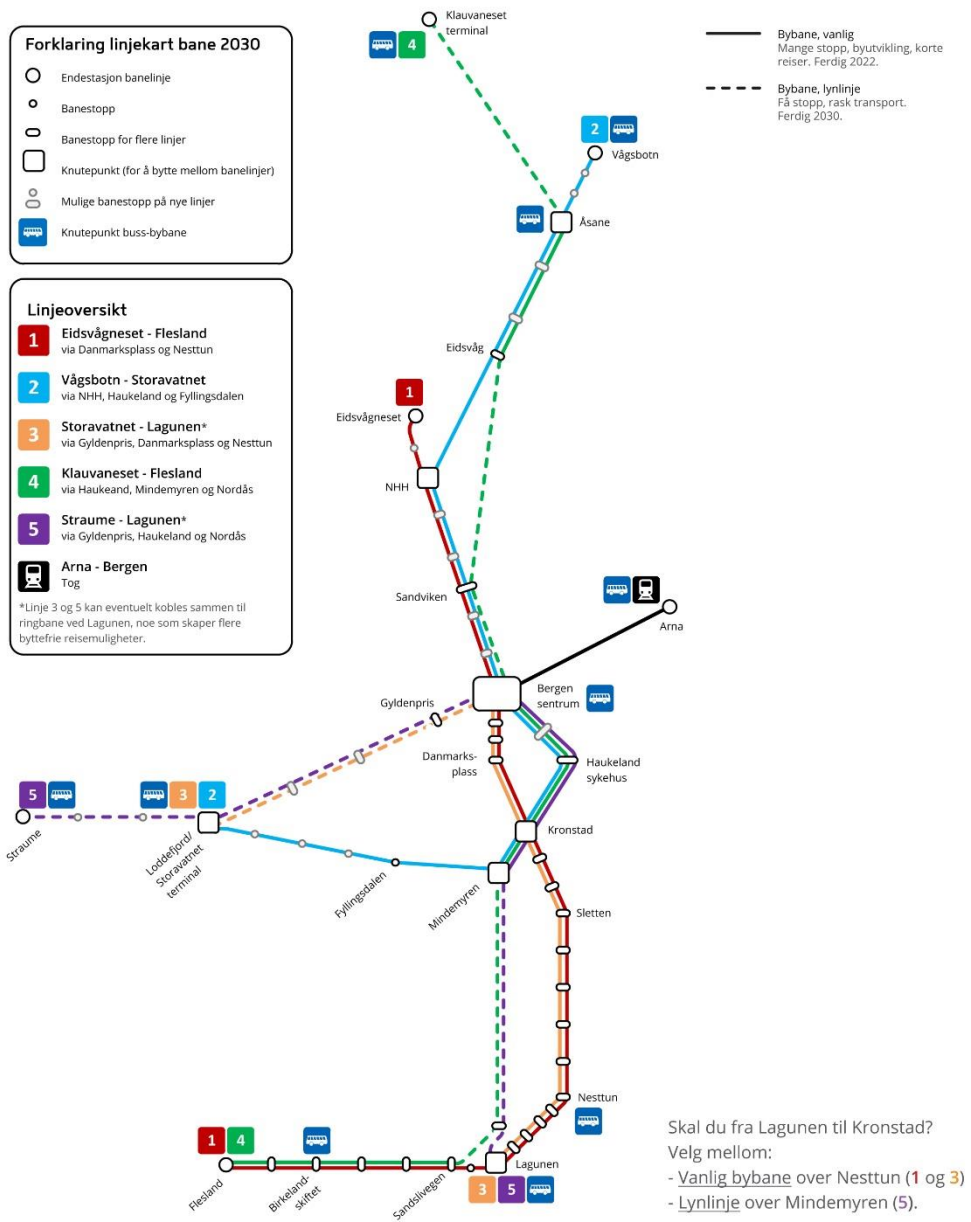 Forklaring linjekart bane 2030
Endestasjon banelinje
Banestopp
Banestopp for flere linjer
Knutepunkt (for å bytte mellom banelinjer)
Mulige banestopp på nye linjer
Knutepunkt buss-bybane
Linjeoversikt
1 Eidsvågneset - Flesland
via Danmarksplass og Nesttun
2 Vågsbotn - Storavatnet
via NHH, Haukeland og Fyllingsdalen
3 Storavatnet - Lagunen*
via Gyldenpris, Danmarksplass og Nesttun
4 Klauvaneset - Flesland
via Haukeand, Mindemyren og Nordås
5 Straume - Lagunen*
via Gyldenpris, Haukeland og Nordås
Arna - Bergen
Tog
*Linje 3 og 5 kan eventuelt kobles sammen til
ringbane ved Lagunen, noe som skaper flere
byttefrie reisemuligheter.
Bybane, vanlig
Mange stopp, byutvikling, korte
reiser. Ferdig 2022.
Bybane, lynlinje
Få stopp, rask transport.
Ferdig 2030.
Klauvaneset
terminal
4
2
Vågsbotn
Åsane
Eidsvåg
1
Eidsvågneset
NHH
Sandviken
Arna
Bergen
sentrum
Gyldenpris
Danmarks-
plass
Haukeland
sykehus
5
3 2
Straume
Loddefjord/
Storavatnet
terminal
Kronstad
Fyllingsdalen
Mindemyren
Sletten
Nesttun
1 4
Flesland
Birkeland-
skiftet
Sandslivegen
Lagunen
3 5
Skal du fra Lagunen til Kronstad?
Velg mellom:
- Vanlig bybane over Nesttun (1 og 3)
- Lynlinje over Mindemyren (5).